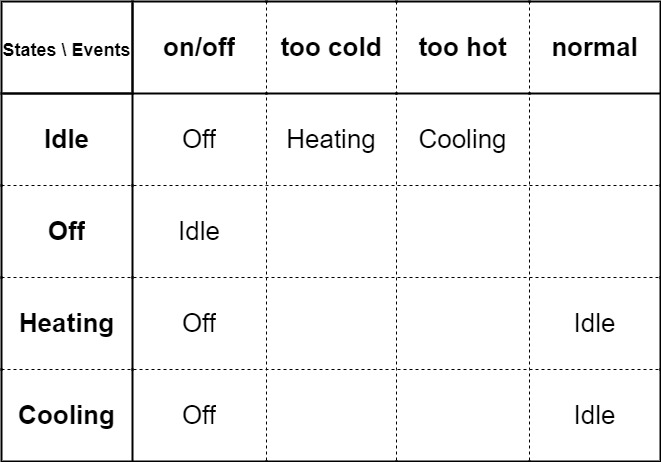 States \ Events on/off too cold too hot normal
Idle Off Heating Cooling
Off Idle
Heating Off Idle
Cooling Off Idle